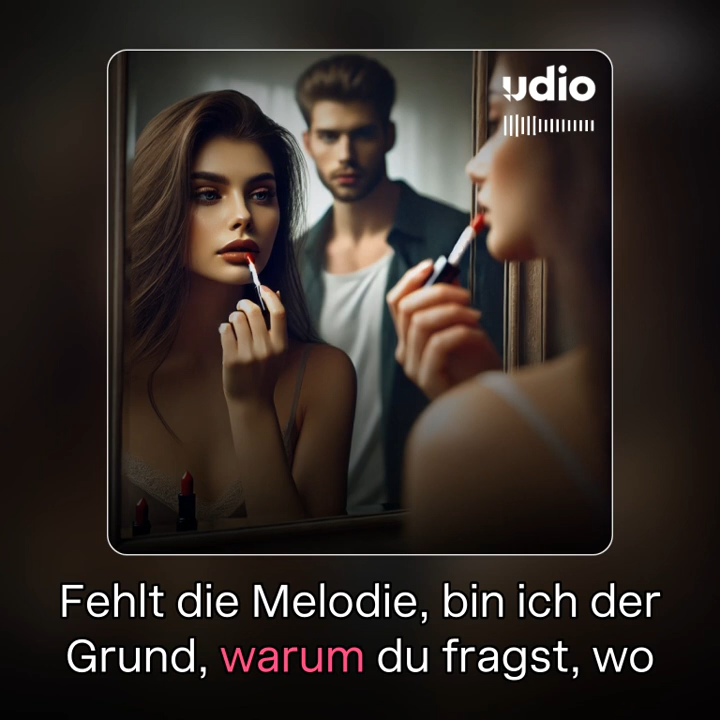 udio
Fehlt die Melodie, bin ich der
Grund, warum du fragst, wo